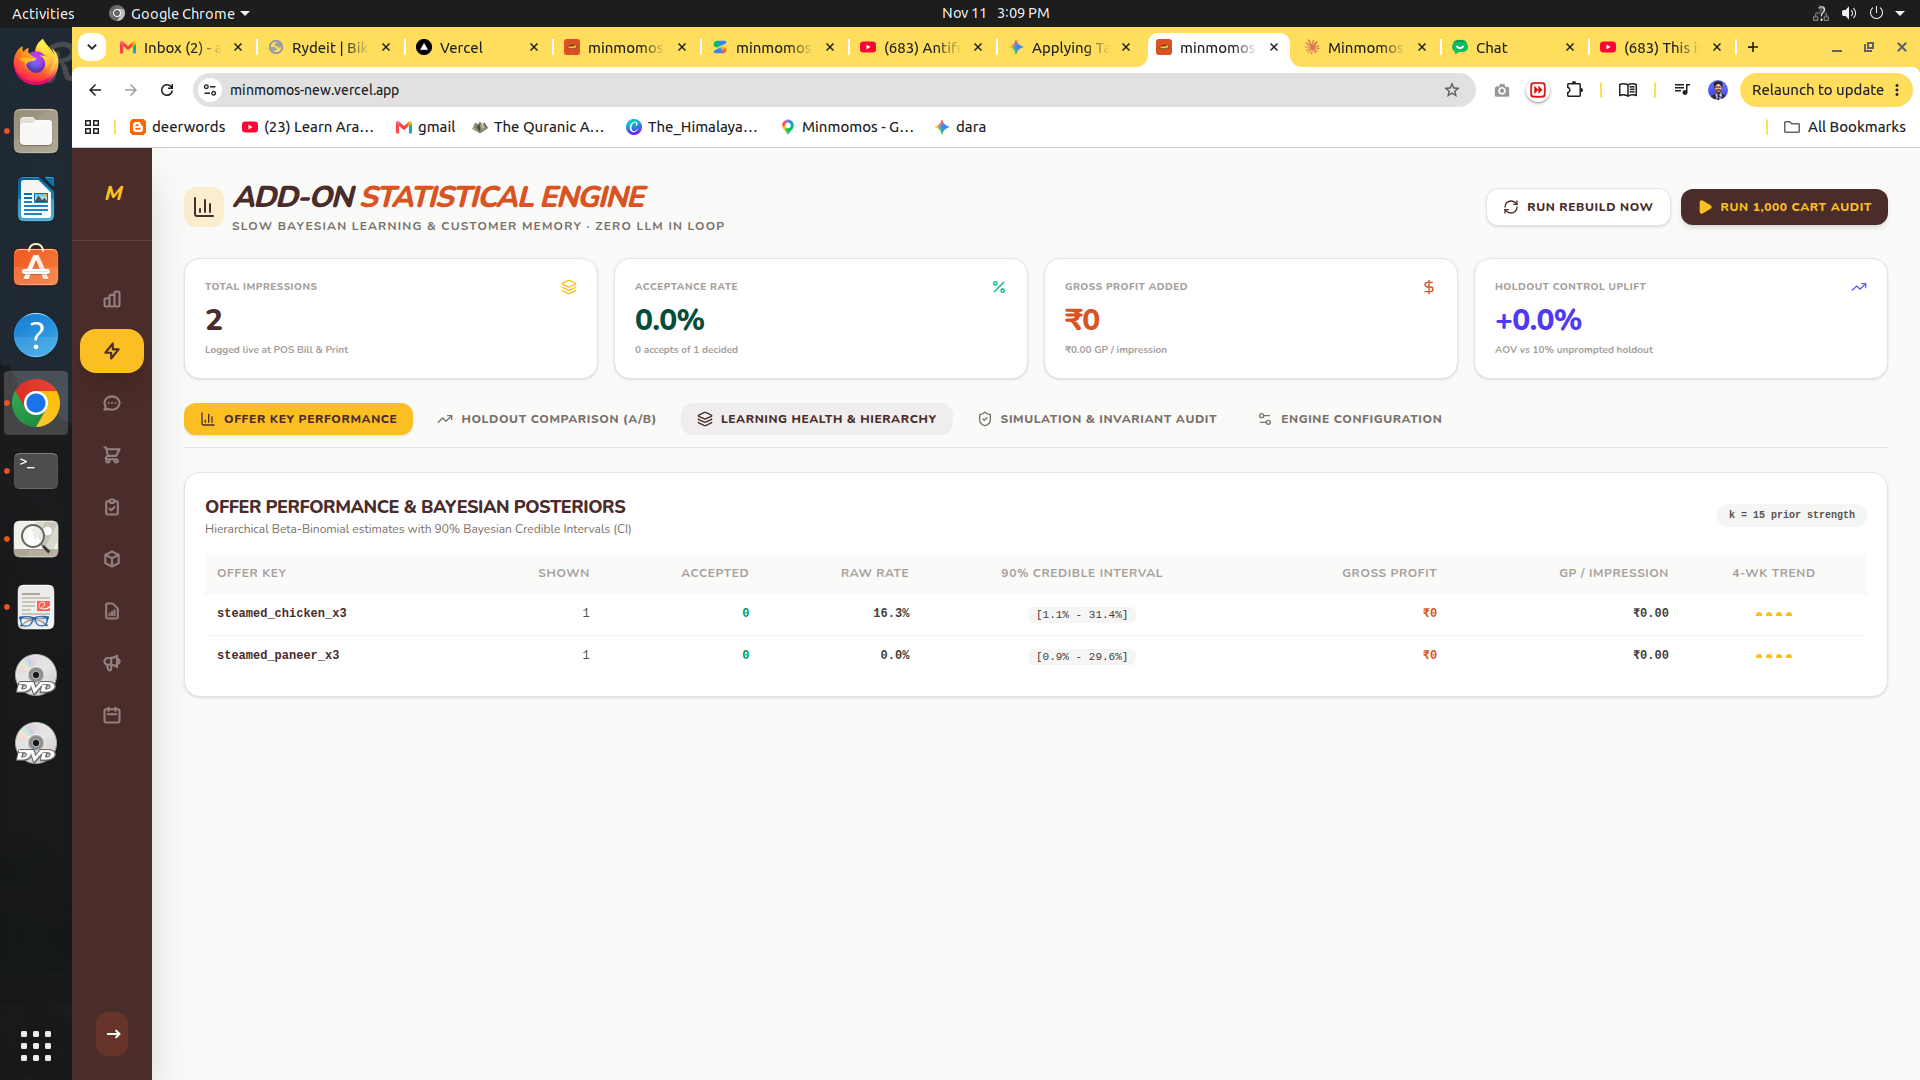 Activities
Google Chrome
Nov 11 3:09 PM
Inbox (2) - a
Rydeit | Bik
Vercel
minmomos
minmomos
(683) Antifr
Applying Ta
minmomos
Minmomos
Chat
(683) This i
minmomos-new.vercel.app
Relaunch to update
deerwords
(23) Learn Ara...
gmail
The Quranic A...
The_Himalaya...
Minmomos - G...
dara
All Bookmarks
M
ADD-ON STATISTICAL ENGINE
SLOW BAYESIAN LEARNING & CUSTOMER MEMORY · ZERO LLM IN LOOP
RUN REBUILD NOW
RUN 1,000 CART AUDIT
TOTAL IMPRESSIONS
2
Logged live at POS Bill & Print
ACCEPTANCE RATE
0.0%
0 accepts of 1 decided
GROSS PROFIT ADDED
₹0
₹0.00 GP / impression
HOLDOUT CONTROL UPLIFT
+0.0%
AOV vs 10% unprompted holdout
OFFER KEY PERFORMANCE
HOLDOUT COMPARISON (A/B)
LEARNING HEALTH & HIERARCHY
SIMULATION & INVARIANT AUDIT
ENGINE CONFIGURATION
OFFER PERFORMANCE & BAYESIAN POSTERIORS
Hierarchical Beta-Binomial estimates with 90% Bayesian Credible Intervals (CI)
k = 15 prior strength
OFFER KEY SHOWN ACCEPTED RAW RATE 90% CREDIBLE INTERVAL GROSS PROFIT GP / IMPRESSION 4-WK TREND
steamed_chicken_x3 1 0 16.3% [1.1% - 31.4%] ₹0 ₹0.00
steamed_paneer_x3 1 0 0.0% [0.9% - 29.6%] ₹0 ₹0.00
DVD
DVD